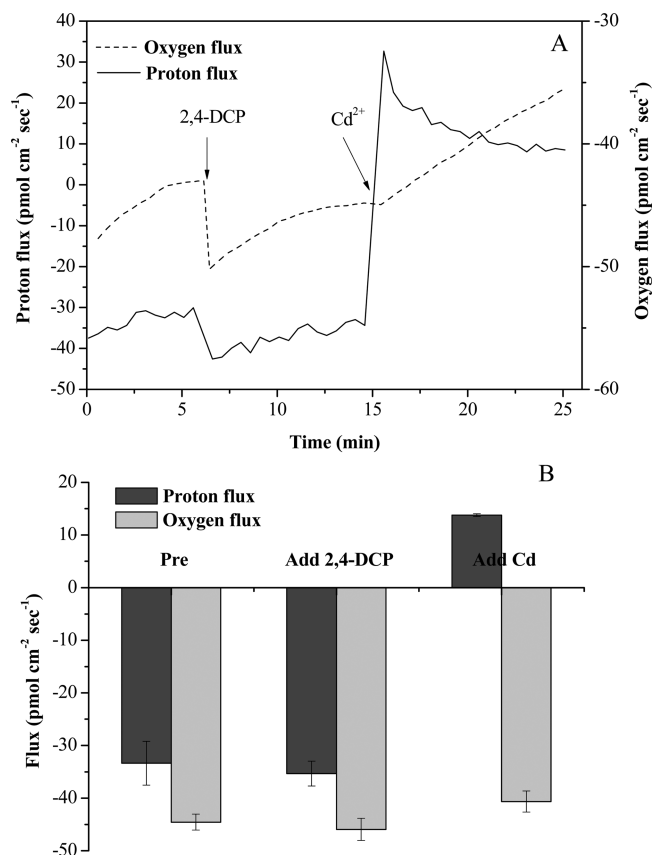 A
Oxygen flux
Proton flux
2,4-DCP
Cd²⁺
40
30
20
10
0
-10
-20
-30
-40
-50
Proton flux (pmol cm⁻² sec⁻¹)
-30
-40
-50
-60
Oxygen flux (pmol cm⁻² sec⁻¹)
0
5
10
15
20
25
Time (min)
B
Proton flux
Oxygen flux
Pre
Add 2,4-DCP
Add Cd
20
10
0
-10
-20
-30
-40
-50
Flux (pmol cm⁻² sec⁻¹)